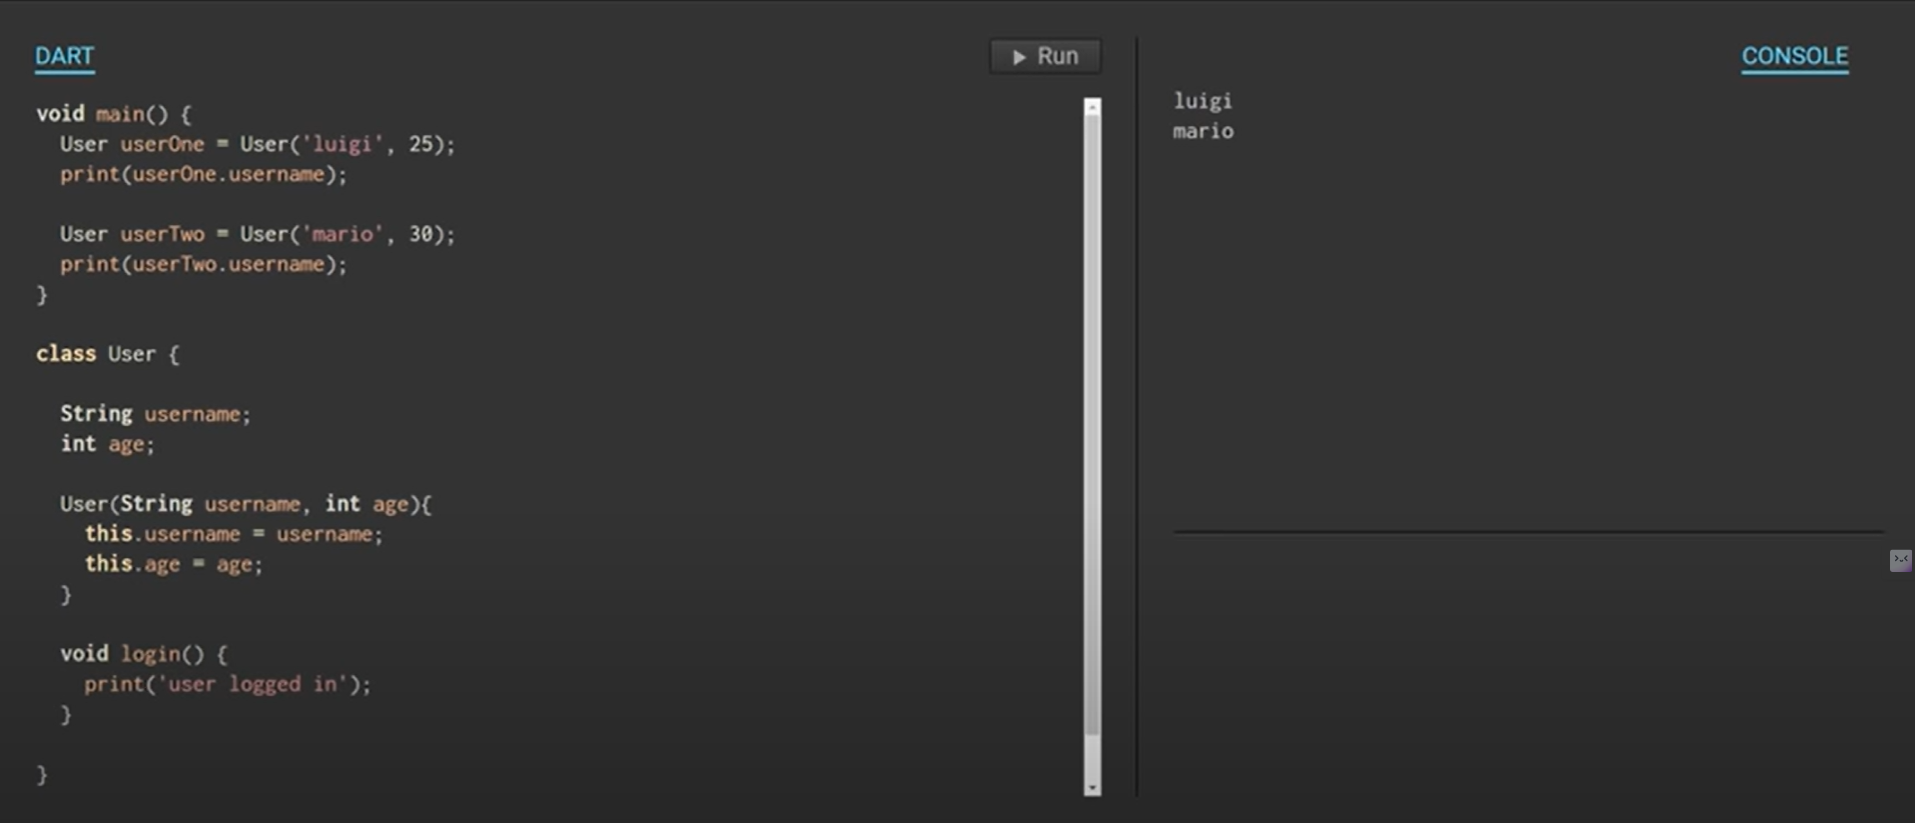 DART
Run
CONSOLE
void main() {
  User userOne = User('luigi', 25);
  print(userOne.username);

  User userTwo = User('mario', 30);
  print(userTwo.username);
}

class User {

  String username;
  int age;

  User(String username, int age){
    this.username = username;
    this.age = age;
  }

  void login() {
    print('user logged in');
  }

}
luigi
mario